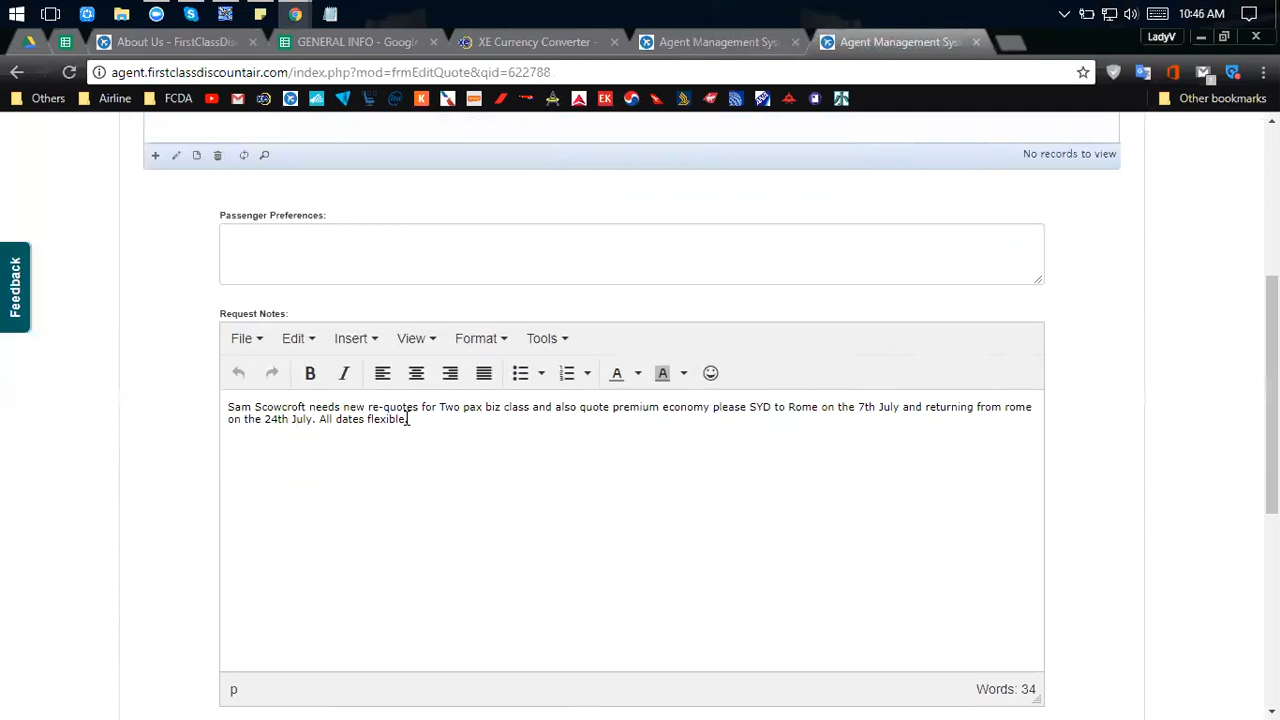 10:46 AM
About Us - FirstClassDis
GENERAL INFO - Google
XE Currency Converter -
Agent Management Sys
Agent Management Sys
LadyV
agent.firstclassdiscountair.com/index.php?mod=frmEditQuote&qid=622788
Others
Airline
FCDA
EK
Other bookmarks
No records to view
Passenger Preferences:
Feedback
Request Notes:
File Edit Insert View Format Tools
B I A A
Sam Scowcroft needs new re-quotes for Two pax biz class and also quote premium economy please SYD to Rome on the 7th July and returning from rome
on the 24th July. All dates flexible
p
Words: 34